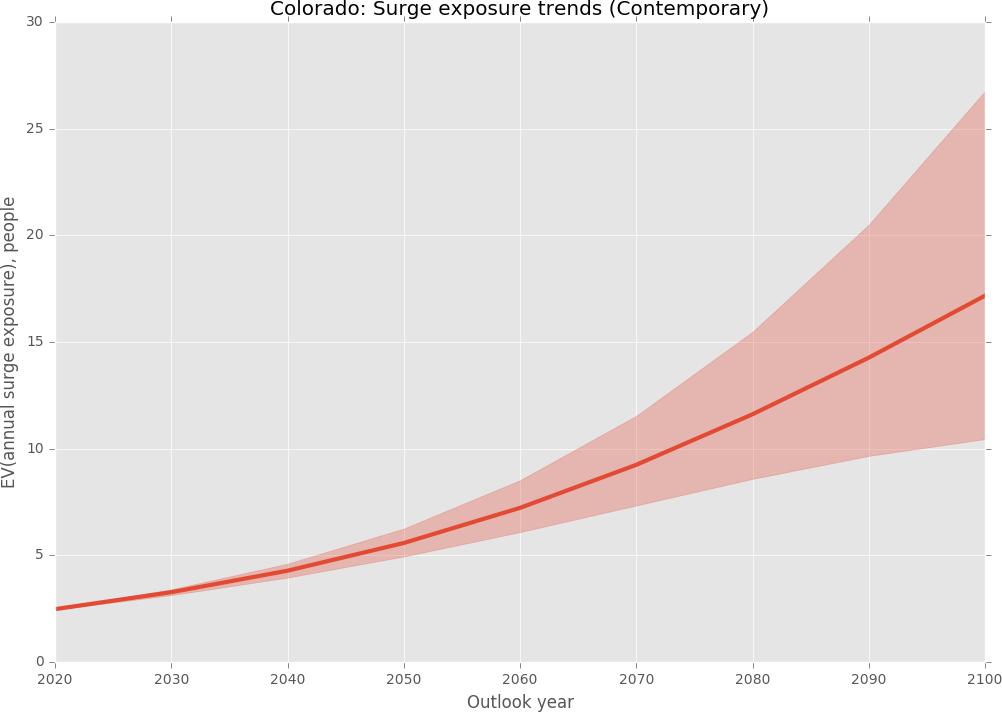 Colorado: Surge exposure trends (Contemporary)
30
25
20
15
10
5
0
EV(annual surge exposure), people
2020 2030 2040 2050 2060 2070 2080 2090 2100
Outlook year